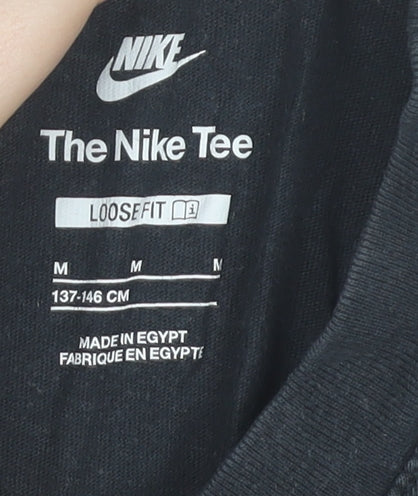 NIKE
The Nike Tee
LOOSE FIT
M M M
137-146 CM
MADE IN EGYPT
FABRIQUE EN EGYPTE